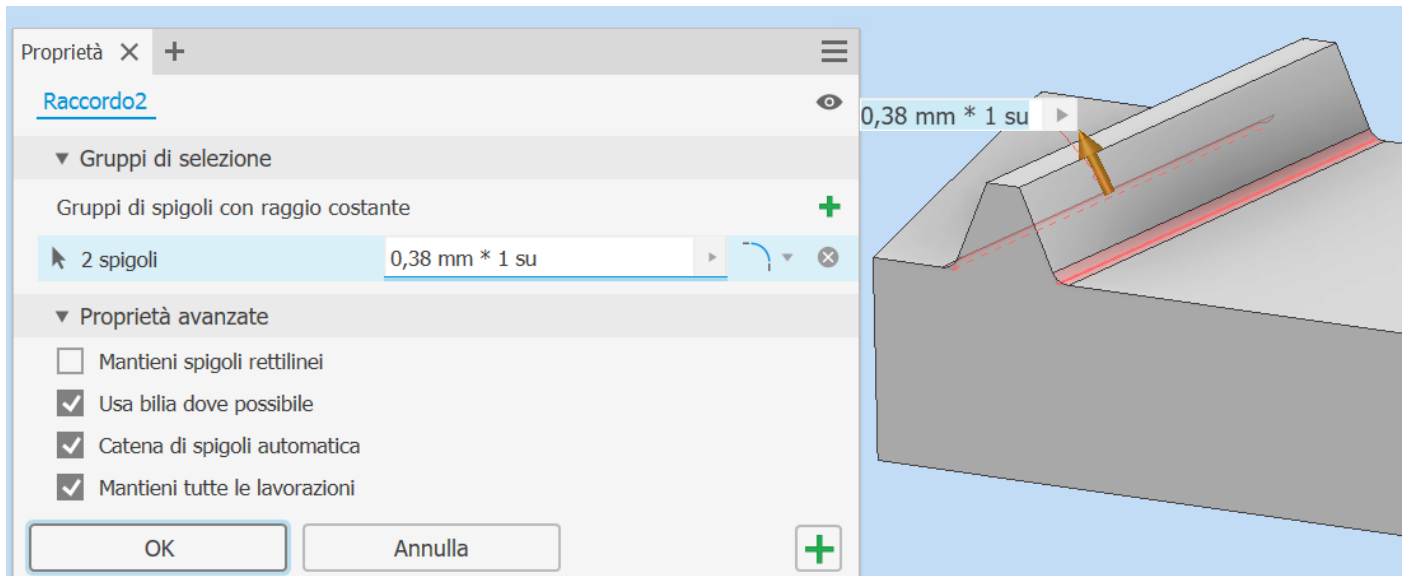 Proprietà
Raccordo2
0,38 mm * 1 su
Gruppi di selezione
Gruppi di spigoli con raggio costante
2 spigoli 0,38 mm * 1 su
Proprietà avanzate
Mantieni spigoli rettilinei
Usa bilia dove possibile
Catena di spigoli automatica
Mantieni tutte le lavorazioni
OK Annulla